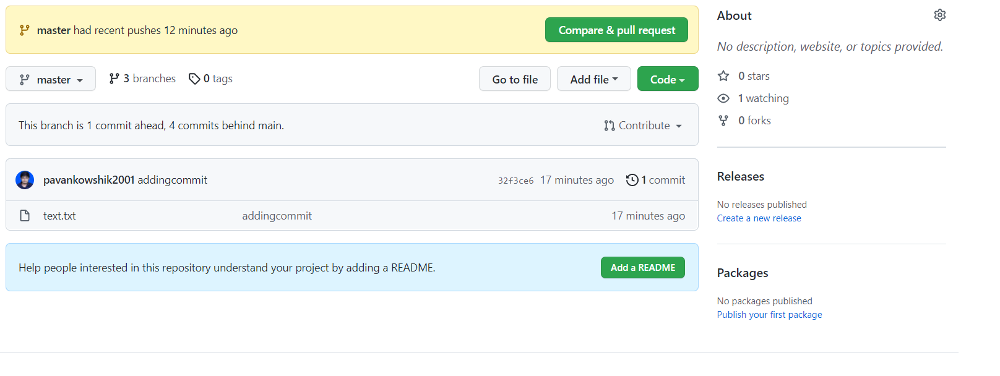 master had recent pushes 12 minutes ago
Compare & pull request
master
3 branches
0 tags
Go to file
Add file
Code
This branch is 1 commit ahead, 4 commits behind main.
Contribute
pavankowshik2001 addingcommit
32f3ce6 17 minutes ago
1 commit
text.txt
addingcommit
17 minutes ago
Help people interested in this repository understand your project by adding a README.
Add a README
About
No description, website, or topics provided.
0 stars
1 watching
0 forks
Releases
No releases published
Create a new release
Packages
No packages published
Publish your first package